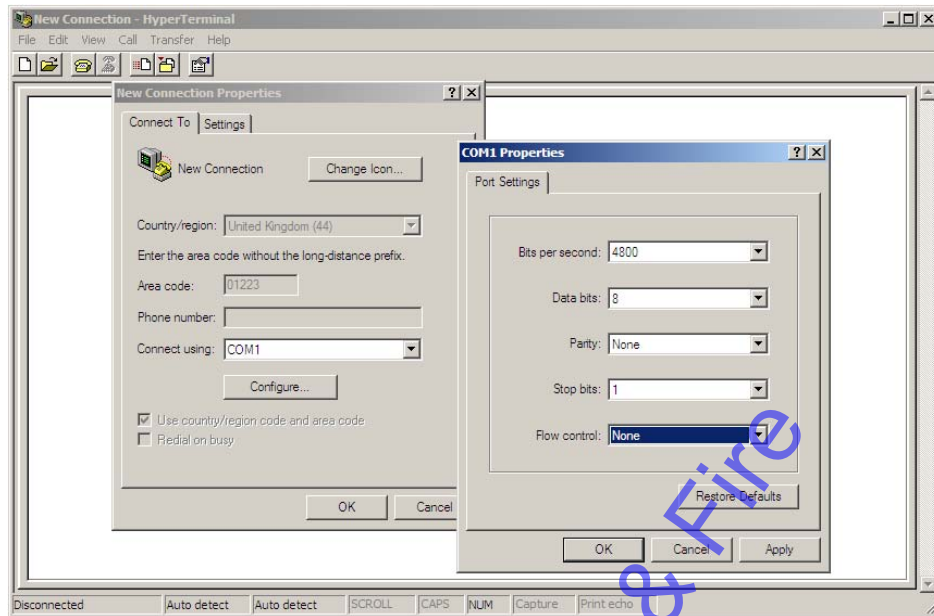 New Connection - HyperTerminal
File Edit View Call Transfer Help
New Connection Properties
Connect To Settings
New Connection
Change Icon...
Country/region: United Kingdom (44)
Enter the area code without the long-distance prefix.
Area code: 01223
Phone number:
Connect using: COM1
Configure...
Use country/region code and area code
Redial on busy
OK Cancel
COM1 Properties
Port Settings
Bits per second: 4800
Data bits: 8
Parity: None
Stop bits: 1
Flow control: None
Restore Defaults
OK Cancel Apply
& Fire
Disconnected Auto detect Auto detect SCROLL CAPS NUM Capture Print echo